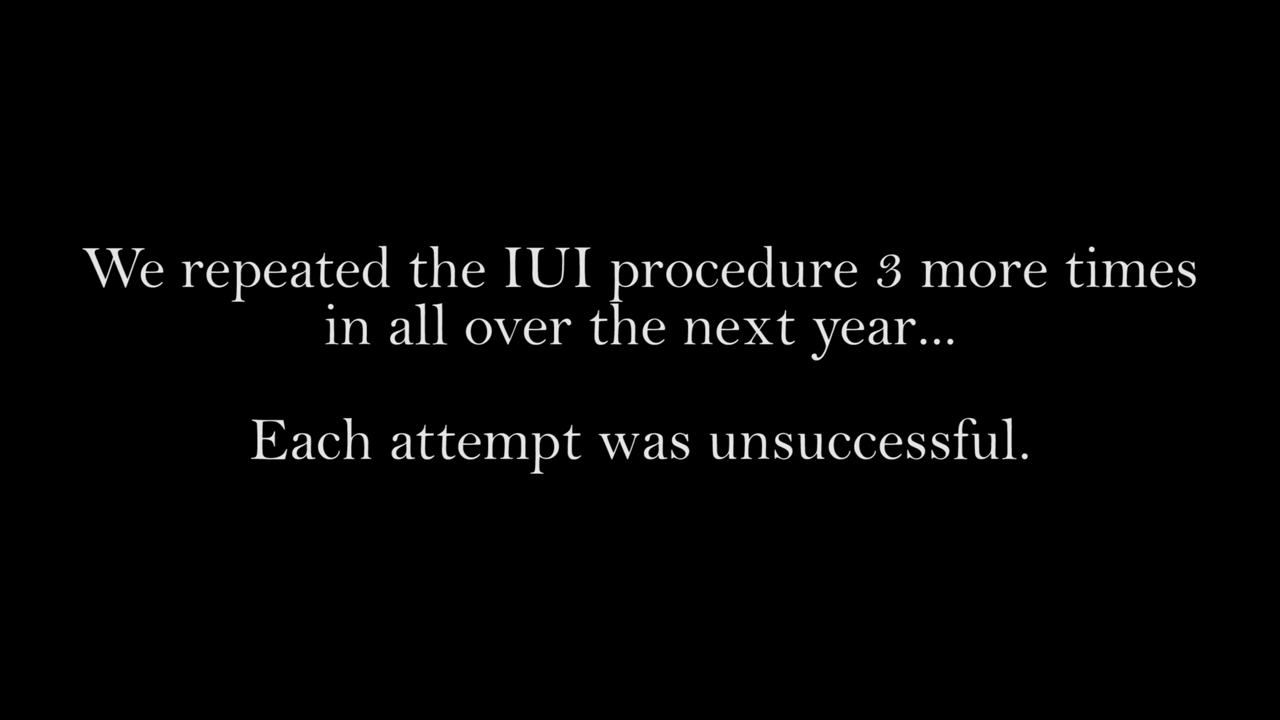 We repeated the IUI procedure 3 more times
in all over the next year...
Each attempt was unsuccessful.